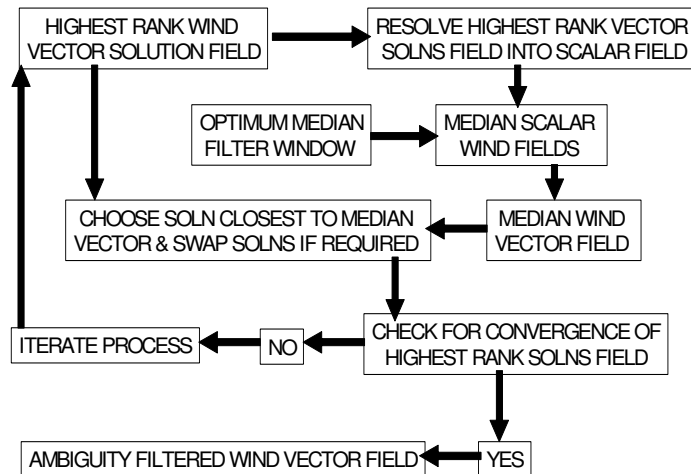 HIGHEST RANK WIND
VECTOR SOLUTION FIELD
RESOLVE HIGHEST RANK VECTOR
SOLNS FIELD INTO SCALAR FIELD
OPTIMUM MEDIAN
FILTER WINDOW
MEDIAN SCALAR
WIND FIELDS
CHOOSE SOLN CLOSEST TO MEDIAN
VECTOR & SWAP SOLNS IF REQUIRED
MEDIAN WIND
VECTOR FIELD
ITERATE PROCESS
NO
CHECK FOR CONVERGENCE OF
HIGHEST RANK SOLNS FIELD
AMBIGUITY FILTERED WIND VECTOR FIELD
YES